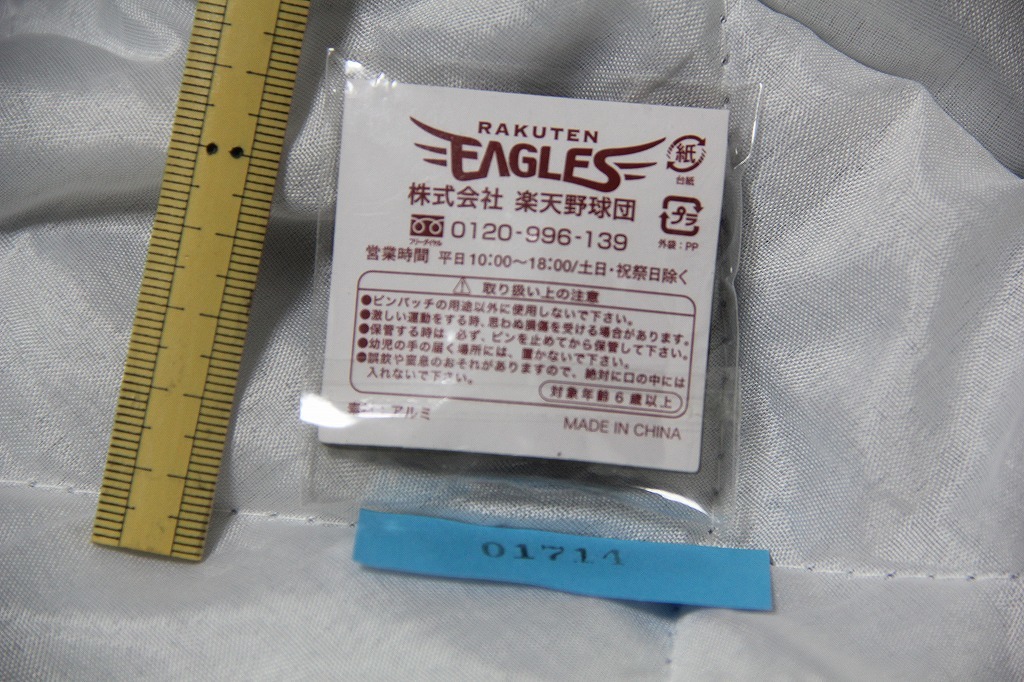 RAKUTEN
EAGLES
紙
台紙
株式会社 楽天野球団
プラ
外袋：PP
フリーダイヤル
0120-996-139
営業時間 平日10:00～18:00/土日・祝祭日除く
取り扱い上の注意
●ピンバッチの用途以外に使用しないで下さい。
●激しい運動をする時、思わぬ損傷を受ける場合があります。
●保管する時は、必ず、ピンを止めてから保管して下さい。
●幼児の手の届く場所には、置かないで下さい。
●誤飲や窒息のおそれがありますので、絶対に口の中には
入れないで下さい。
対象年齢6歳以上
アルミ
MADE IN CHINA
01714